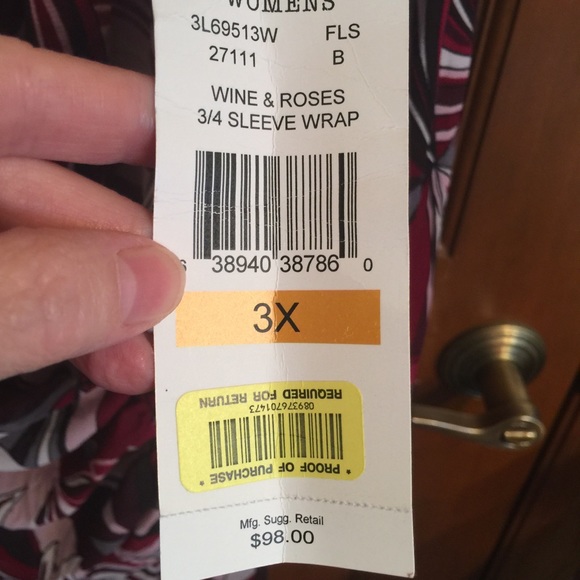 WOMENS
3L69513W FLS
27111 B
WINE & ROSES
3/4 SLEEVE WRAP
38940 38786 0
3X
* PROOF OF PURCHASE *
089376701473
REQUIRED FOR RETURN
Mfg. Sugg. Retail
$98.00